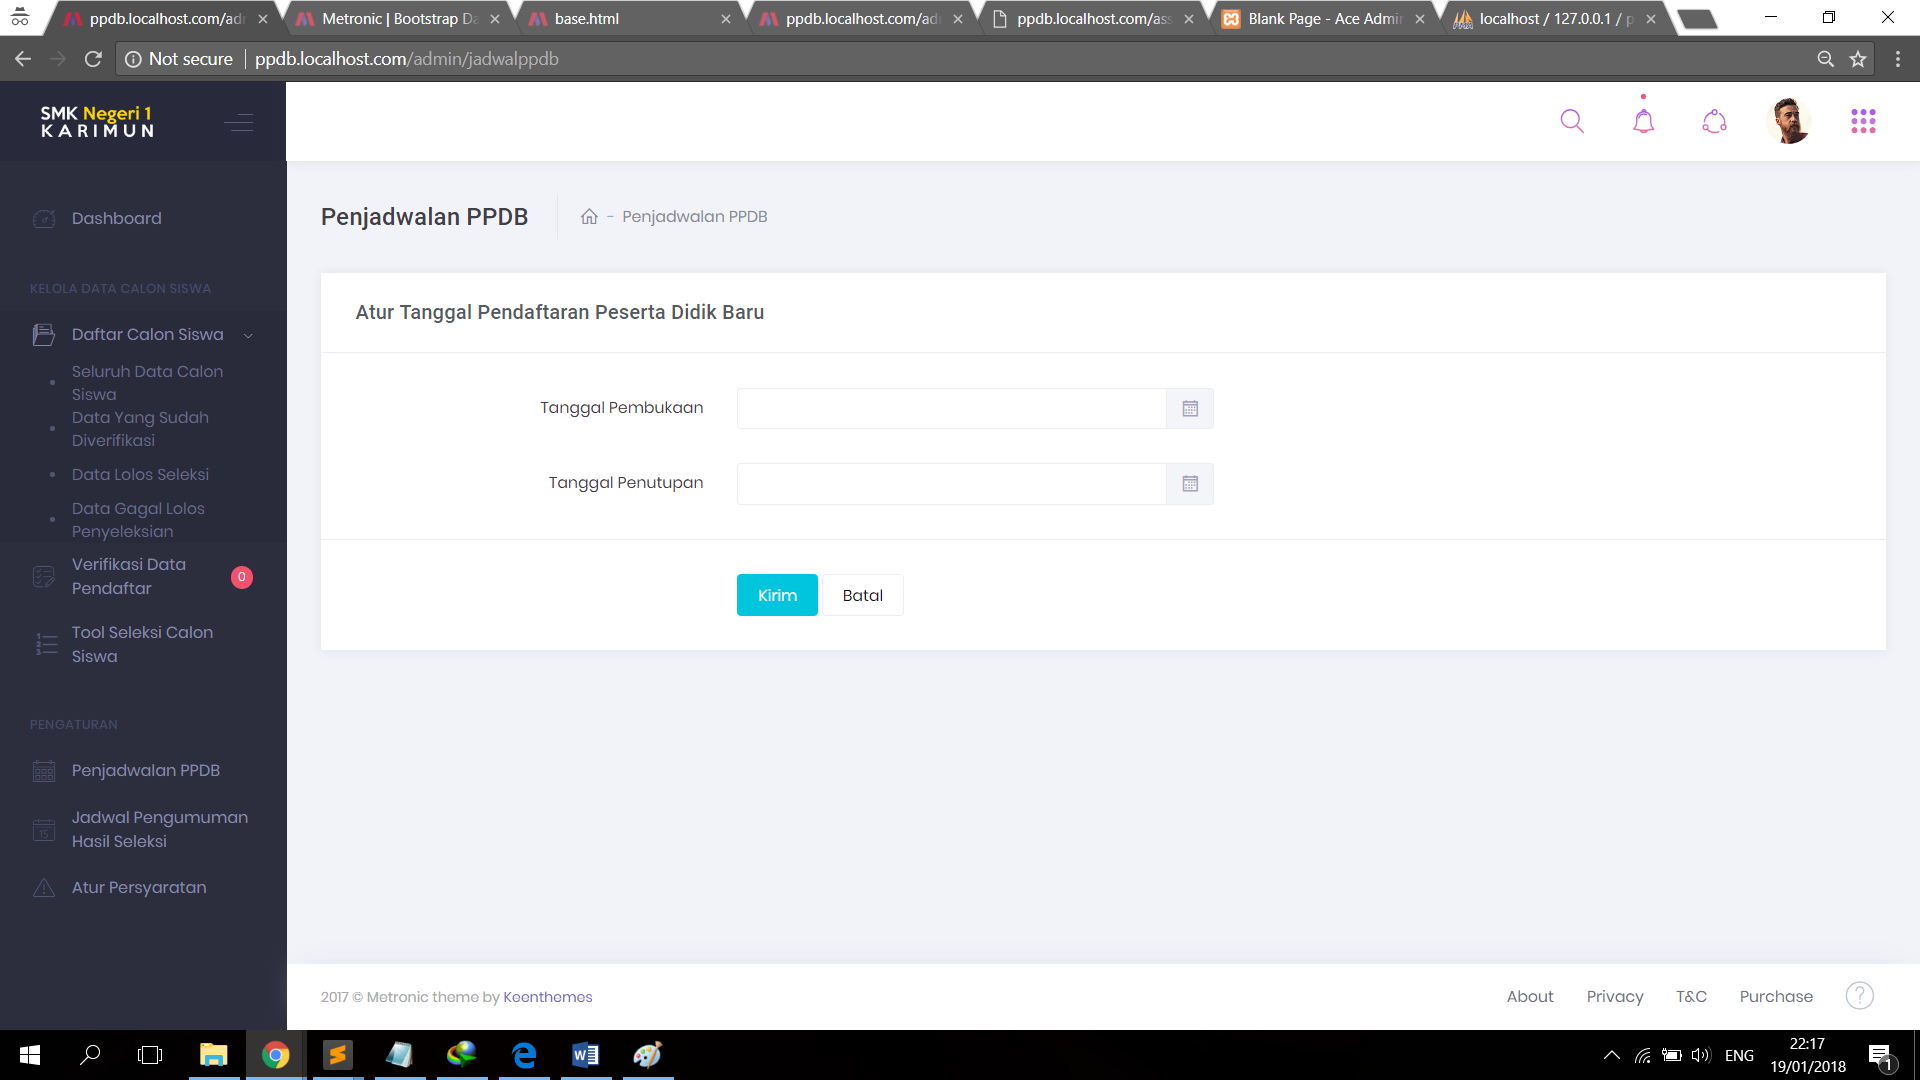 ppdb.localhost.com/adr
Metronic | Bootstrap Da
base.html
ppdb.localhost.com/ad
ppdb.localhost.com/ass
Blank Page - Ace Admin
localhost / 127.0.0.1 / p
Not secure
ppdb.localhost.com/admin/jadwalppdb
SMK Negeri 1
KARIMUN
Dashboard
KELOLA DATA CALON SISWA
Daftar Calon Siswa
Seluruh Data Calon
Siswa
Data Yang Sudah
Diverifikasi
Data Lolos Seleksi
Data Gagal Lolos
Penyeleksian
Verifikasi Data
Pendaftar
0
Tool Seleksi Calon
Siswa
PENGATURAN
Penjadwalan PPDB
Jadwal Pengumuman
Hasil Seleksi
Atur Persyaratan
Penjadwalan PPDB
- Penjadwalan PPDB
Atur Tanggal Pendaftaran Peserta Didik Baru
Tanggal Pembukaan
Tanggal Penutupan
Kirim
Batal
2017 © Metronic theme by Keenthemes
About
Privacy
T&C
Purchase
ENG
22:17
19/01/2018
1